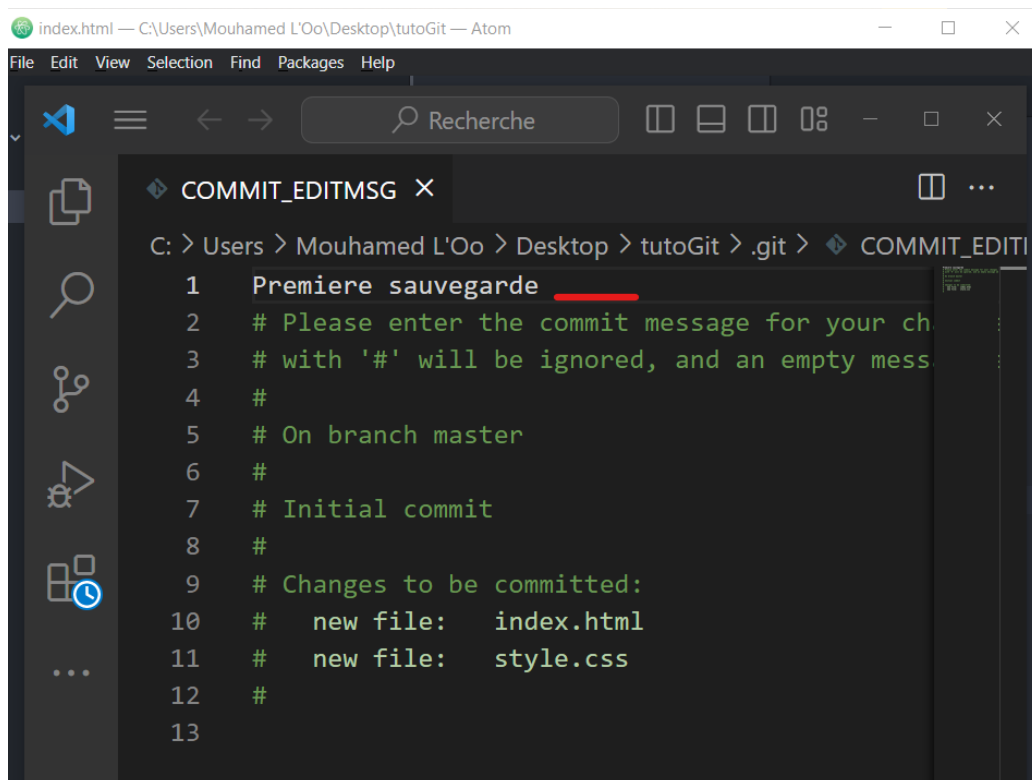 index.html — C:\Users\Mouhamed L'Oo\Desktop\tutoGit — Atom
File Edit View Selection Find Packages Help
Recherche
COMMIT_EDITMSG
C: > Users > Mouhamed L'Oo > Desktop > tutoGit > .git > COMMIT_EDITI
1 Premiere sauvegarde
2 # Please enter the commit message for your ch
3 # with '#' will be ignored, and an empty mess
4 #
5 # On branch master
6 #
7 # Initial commit
8 #
9 # Changes to be committed:
10 # new file: index.html
11 # new file: style.css
12 #
13